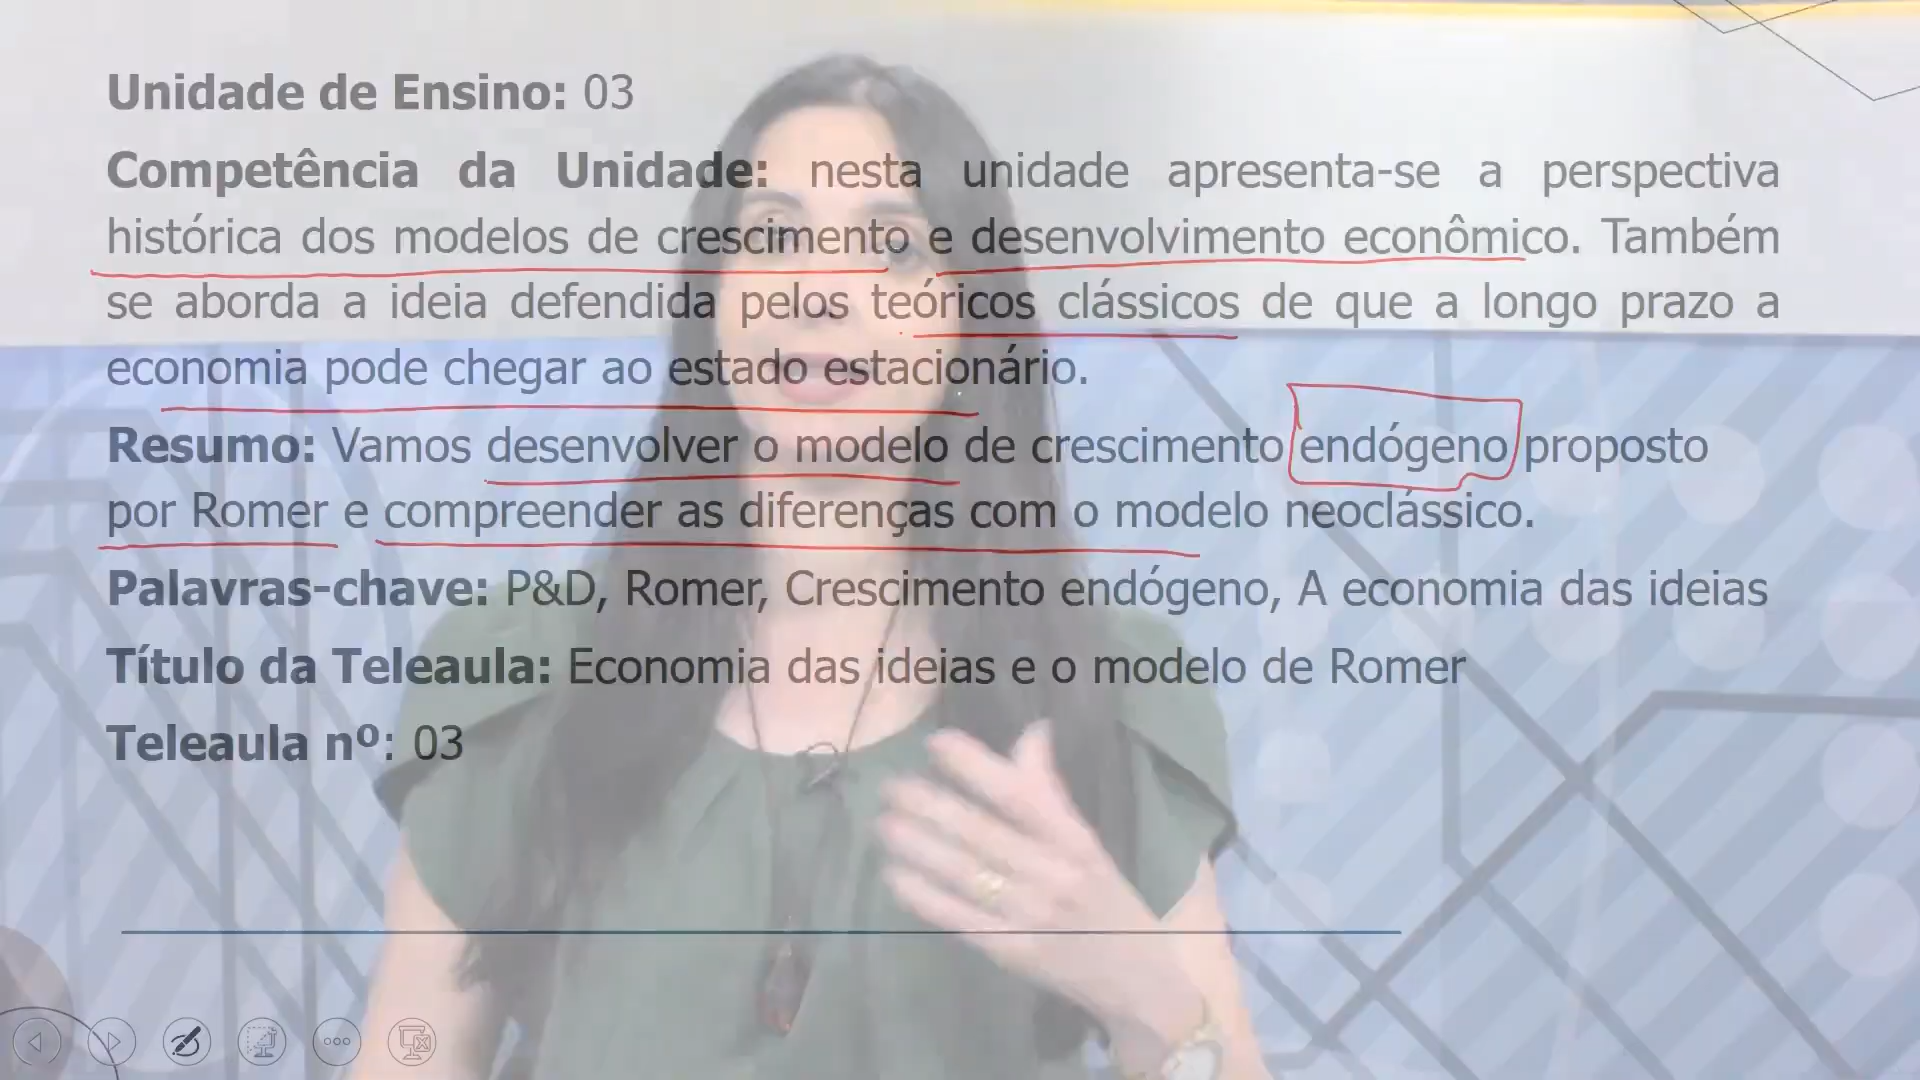 Unidade de Ensino: 03
Competência da Unidade: nesta unidade apresenta-se a perspectiva
histórica dos modelos de crescimento e desenvolvimento econômico. Também
se aborda a ideia defendida pelos teóricos clássicos de que a longo prazo a
economia pode chegar ao estado estacionário.
Resumo: Vamos desenvolver o modelo de crescimento endógeno proposto
por Romer e compreender as diferenças com o modelo neoclássico.
Palavras-chave: P&D, Romer, Crescimento endógeno, A economia das ideias
Título da Teleaula: Economia das ideias e o modelo de Romer
Teleaula nº: 03